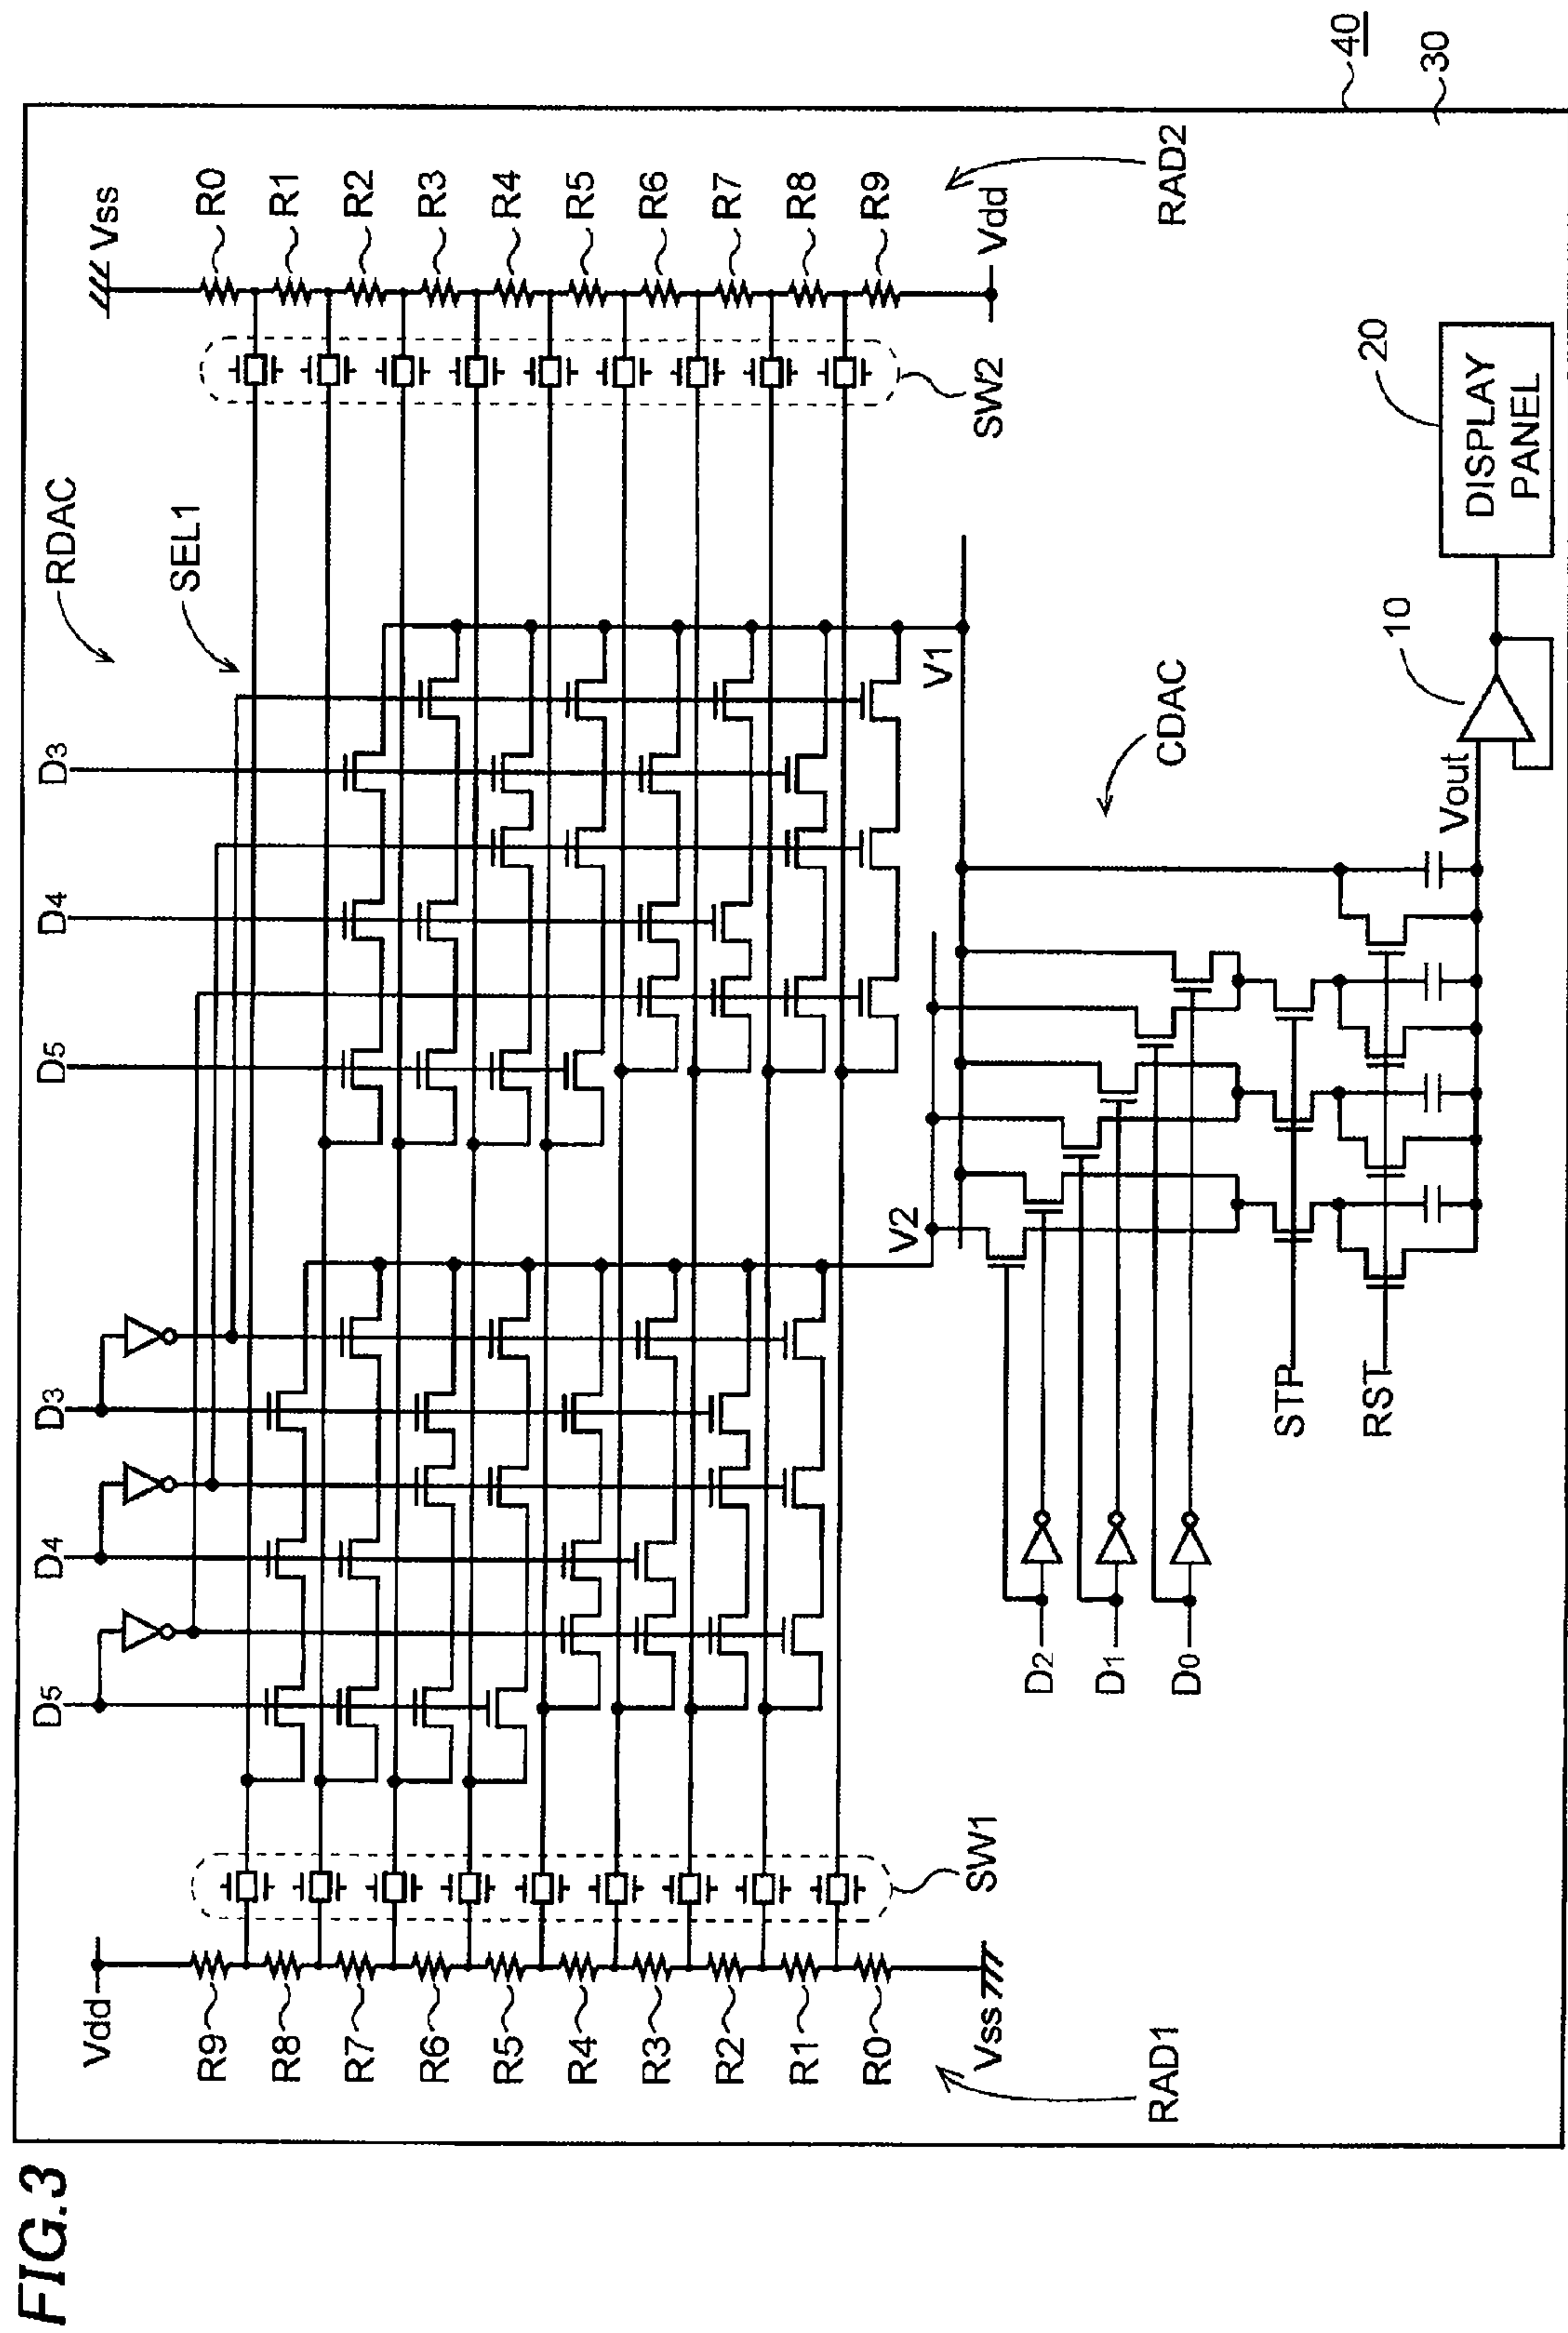 FIG.3
40
30
RDAC
SEL1
D5
D4
D3
D5
D4
D3
Vdd
R9
R8
R7
R6
R5
R4
R3
R2
R1
R0
Vss
RAD1
SW1
Vss
R0
R1
R2
R3
R4
R5
R6
R7
R8
R9
Vdd
RAD2
SW2
V2
V1
CDAC
D2
D1
D0
STP
RST
Vout
10
20
DISPLAY
PANEL